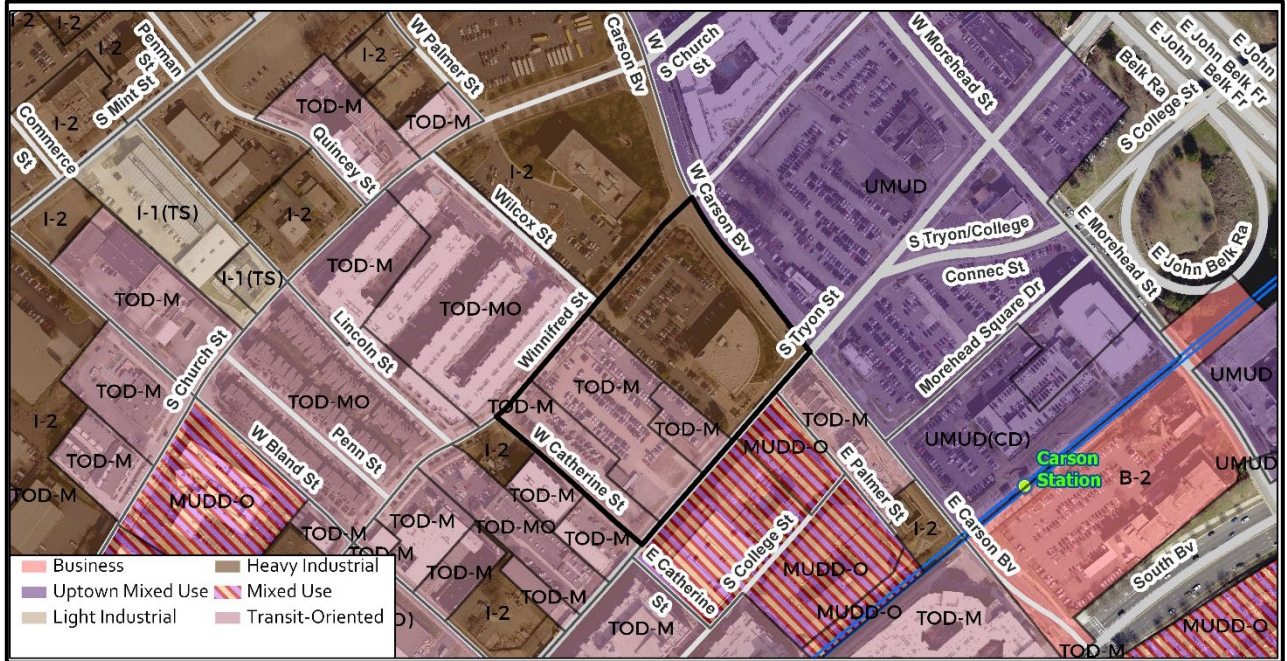 I-2
I-2
I-2
Penman
St
S Mint St
W Palmer St
I-2
TOD-M
TOD-M
Carson Bv
W
S Church
St
W Morehead St
Belk Ra
E John
E John Belk Fr
E John
Belk Fr
S College St
Commerce
St
I-2
I-1(TS)
I-2
Quincey St
Wilcox St
I-2
W Carson Bv
UMUD
S Tryon/College
Connec St
E Morehead St
E John Belk Ra
I-2
TOD-M
I-1(TS)
TOD-M
TOD-MO
Winnifred St
S Tryon St
Morehead Square Dr
UMUD
UMUD
S Church St
Lincoln St
TOD-M
TOD-M
TOD-M
UMUD(CD)
TOD-M
I-2
TOD-MO
Penn St
W Catherine St
MUDD-O
E Palmer St
Carson
Station
B-2
I-2
TOD-M
TOD-M
MUDD-O
W Bland St
I-2
TOD-M
TOD-MO
TOD-M
E Catherine
St
S College St
MUDD-O
I-2
E Carson Bv
South Bv
TOD-M
TOD-M
TOD-M
I-2
TOD-M
TOD-M
MUDD-O
TOD-M
MUDD-O
TOD-M
Business
Heavy Industrial
Uptown Mixed Use
Mixed Use
Light Industrial
Transit-Oriented